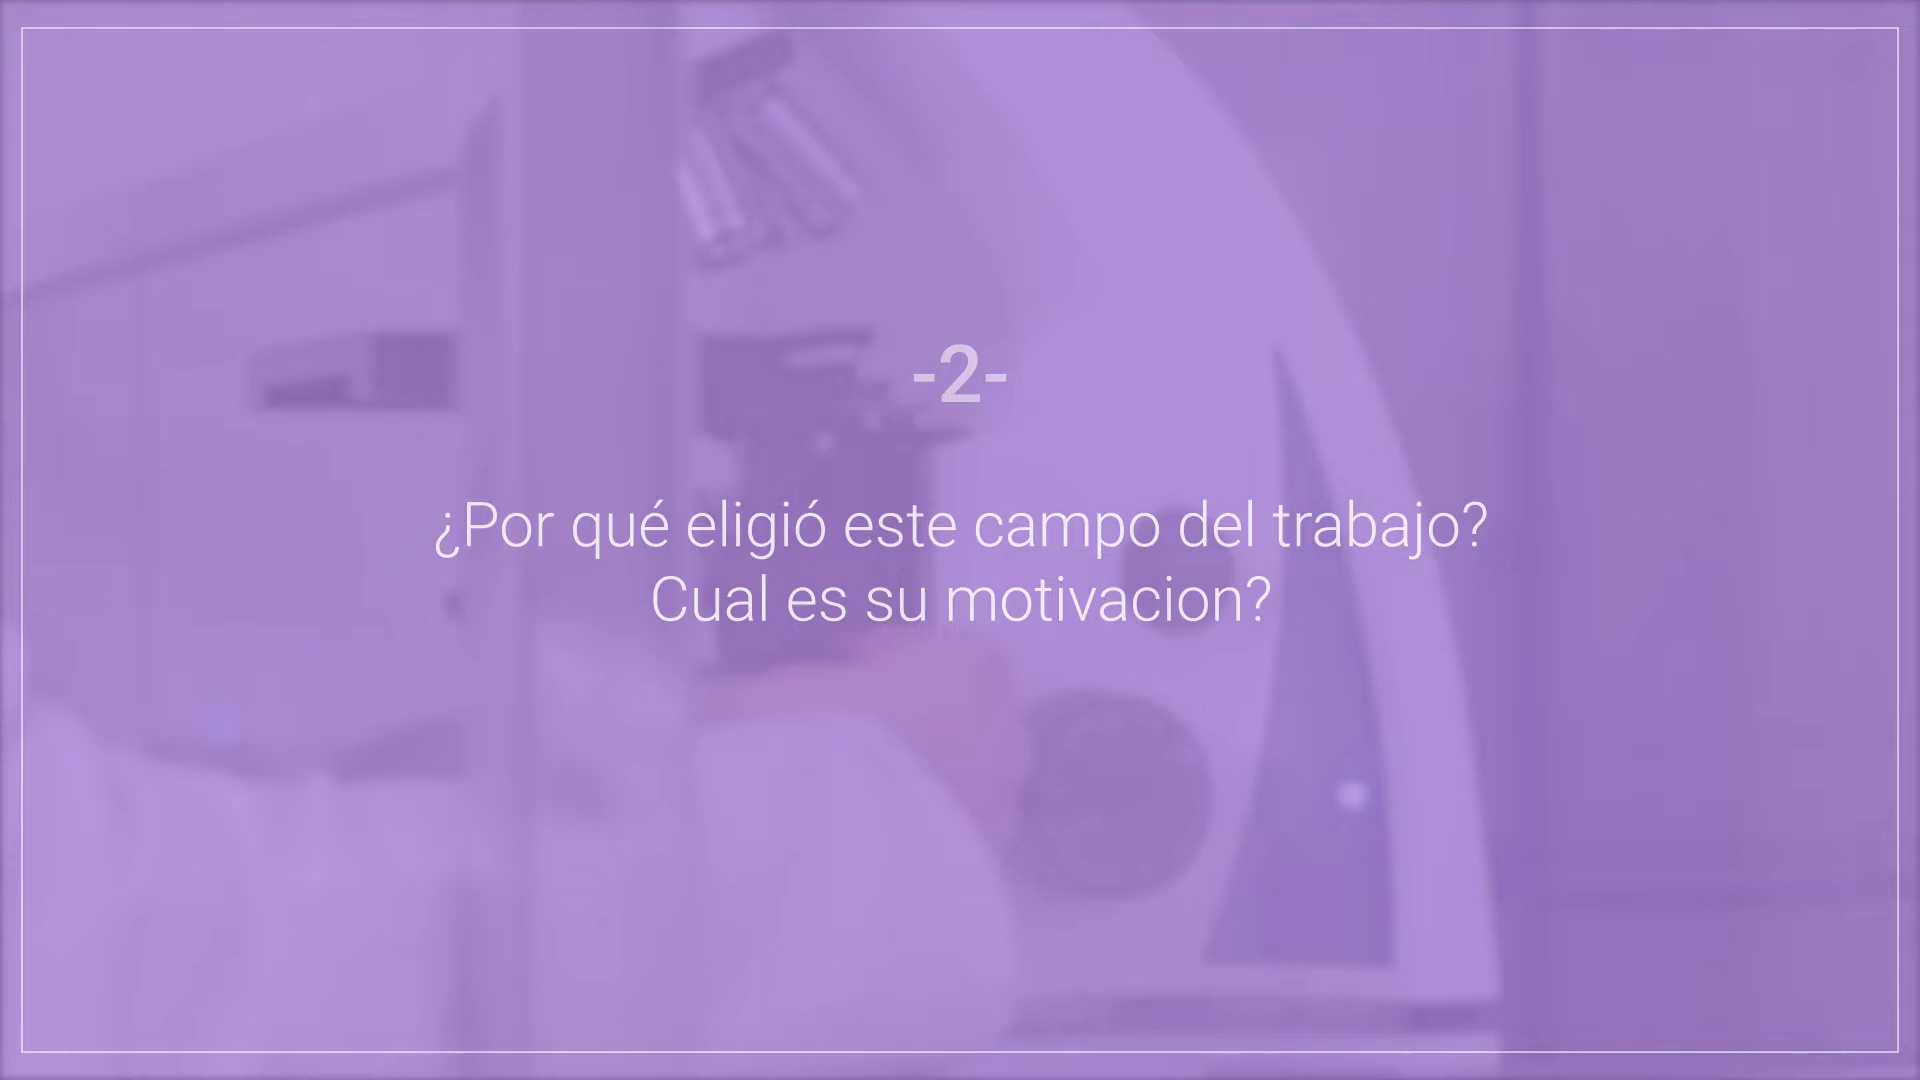 -2-
¿Por qué eligió este campo del trabajo?
Cual es su motivacion?